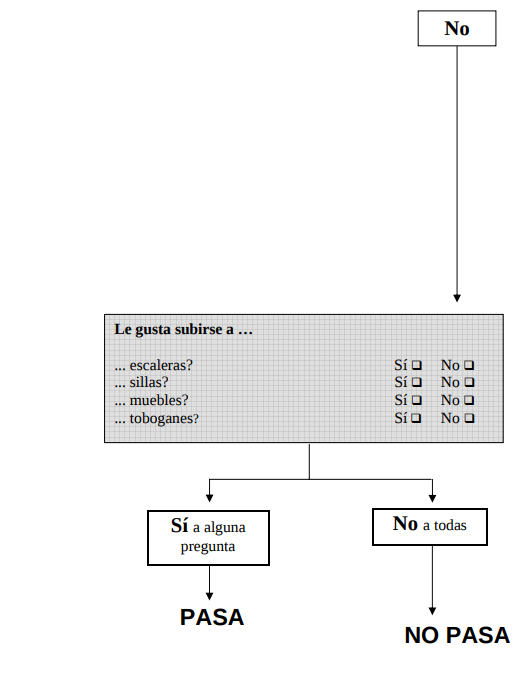 No
Le gusta subirse a …
... escaleras? Sí ❑ No ❑
... sillas? Sí ❑ No ❑
... muebles? Sí ❑ No ❑
... toboganes? Sí ❑ No ❑
Sí a alguna
pregunta
No a todas
PASA
NO PASA